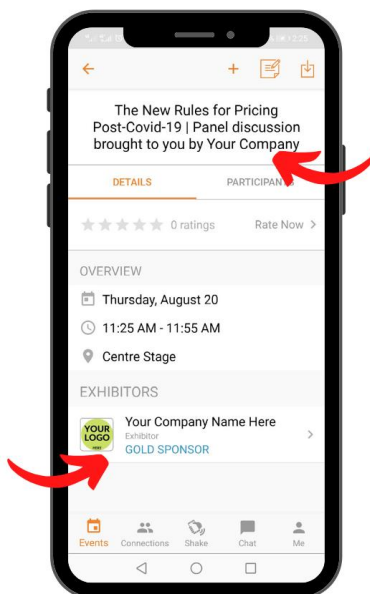 The New Rules for Pricing
Post-Covid-19 | Panel discussion
brought to you by Your Company
DETAILS
0 ratings
Rate Now >
OVERVIEW
Thursday, August 20
11:25 AM - 11:55 AM
Centre Stage
EXHIBITORS
YOUR
LOGO
Your Company Name Here
Exhibitor
GOLD SPONSOR
Events
Connections
Shake
Chat
Me